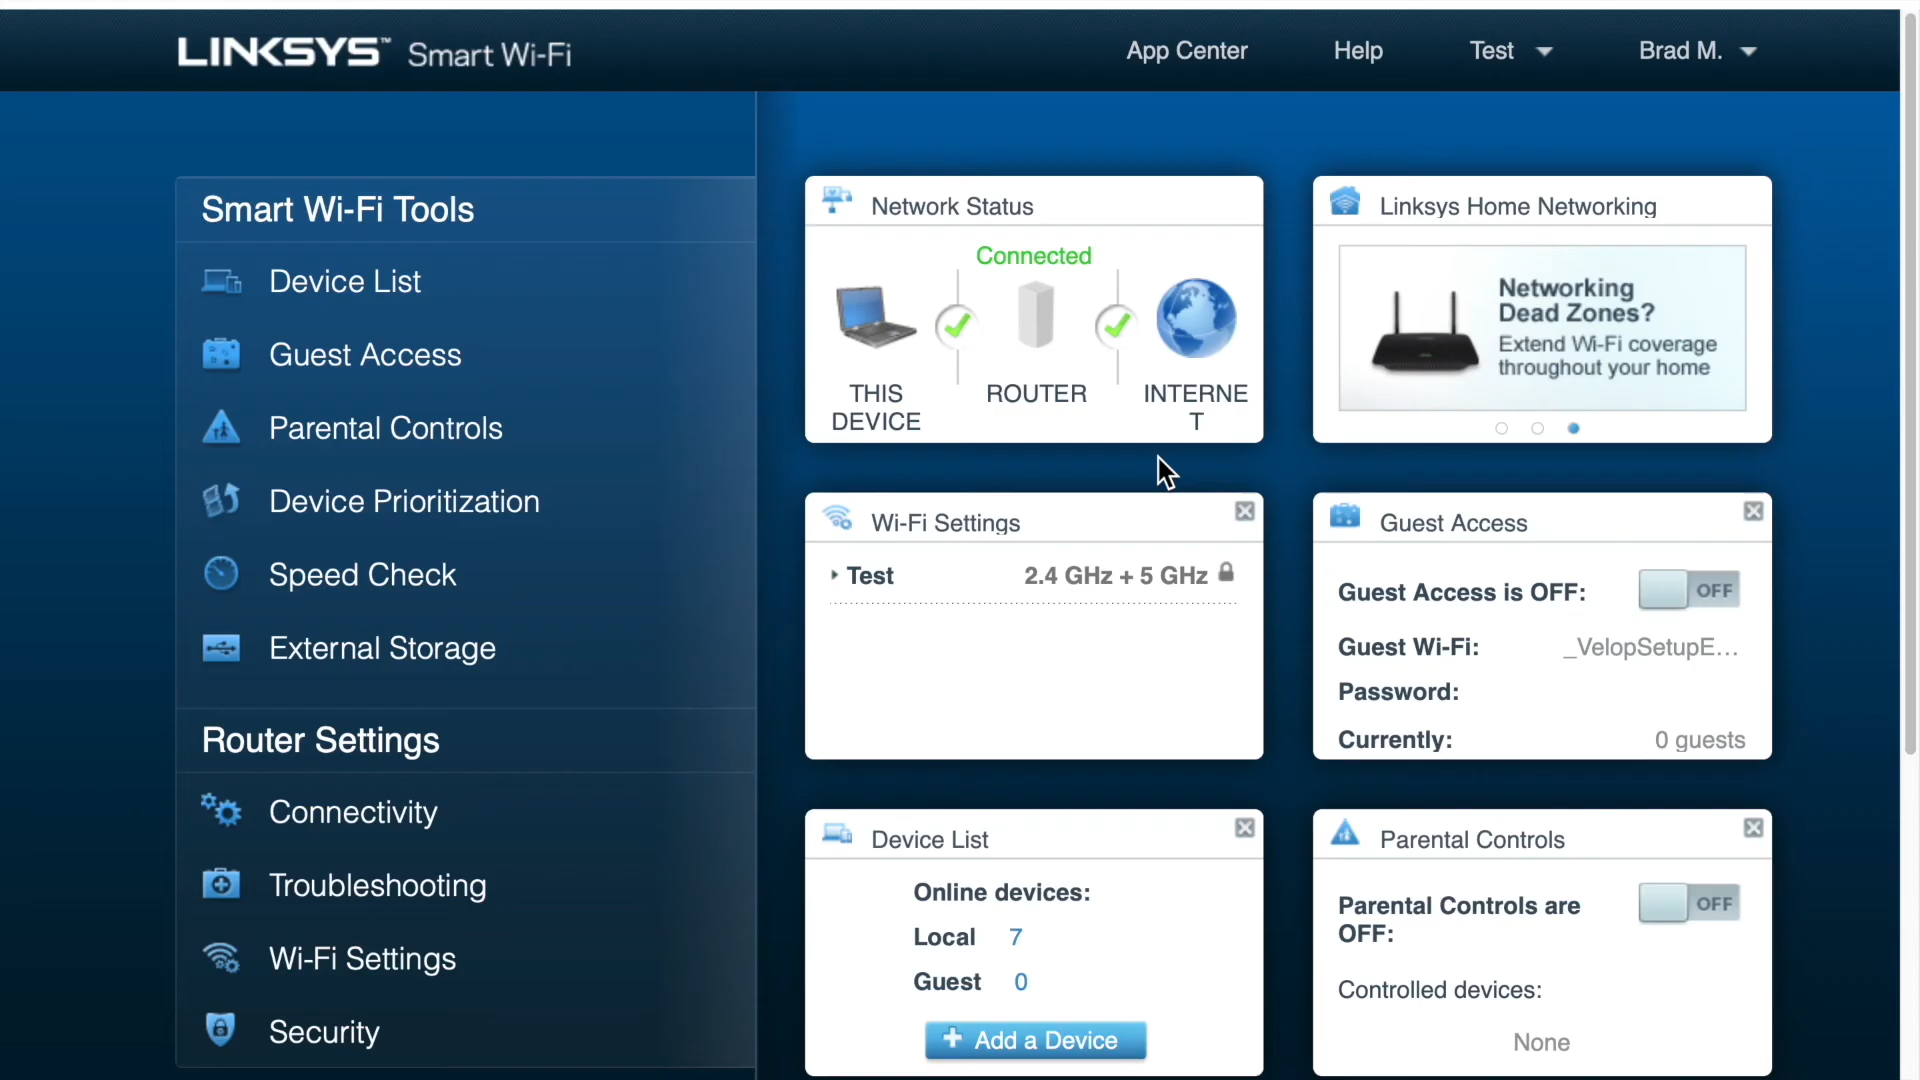 LINKSYS™ Smart Wi-Fi
App Center
Help
Test
Brad M.
Smart Wi-Fi Tools
Device List
Guest Access
Parental Controls
Device Prioritization
Speed Check
External Storage
Router Settings
Connectivity
Troubleshooting
Wi-Fi Settings
Security
Network Status
Connected
THIS
DEVICE
ROUTER
INTERNE
T
Linksys Home Networking
Networking
Dead Zones?
Extend Wi-Fi coverage
throughout your home
Wi-Fi Settings
Test 2.4 GHz + 5 GHz
Guest Access
Guest Access is OFF: OFF
Guest Wi-Fi: _VelopSetupE...
Password:
Currently: 0 guests
Device List
Online devices:
Local 7
Guest 0
+ Add a Device
Parental Controls
Parental Controls are
OFF:
OFF
Controlled devices:
None